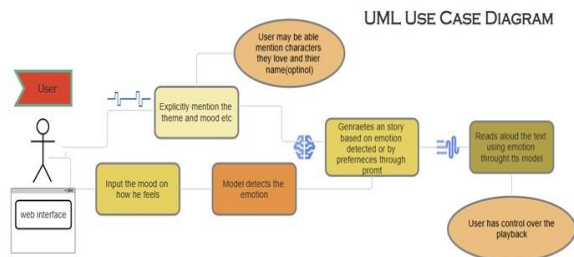 UML USE CASE DIAGRAM
User may be able
mention characters
they love and thier
name(optinol)
User
Explicitly mention the
theme and mood etc
Genraetes an story
based on emotion
detected or by
preferneces through
promt
Reads aloud the text
using emotion
throught tts model
Input the mood on
how he feels
Model detects the
emotion
web interface
User has control over the
playback